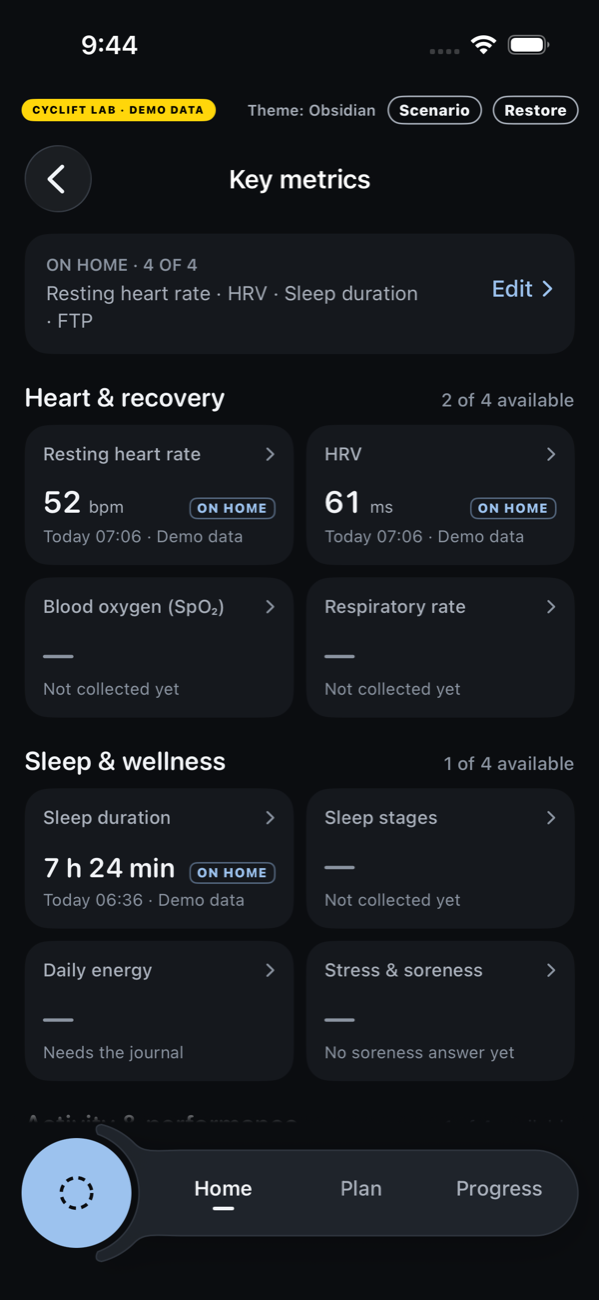 9:44
CYCLIFT LAB · DEMO DATA
Theme: Obsidian
Scenario
Restore
Key metrics
ON HOME · 4 OF 4
Resting heart rate · HRV · Sleep duration
· FTP
Edit
Heart & recovery
2 of 4 available
Resting heart rate
52 bpm
ON HOME
Today 07:06 · Demo data
HRV
61 ms
ON HOME
Today 07:06 · Demo data
Blood oxygen (SpO₂)
—
Not collected yet
Respiratory rate
—
Not collected yet
Sleep & wellness
1 of 4 available
Sleep duration
7 h 24 min
ON HOME
Today 06:36 · Demo data
Sleep stages
—
Not collected yet
Daily energy
—
Needs the journal
Stress & soreness
—
No soreness answer yet
Activity & performance
Home
Plan
Progress